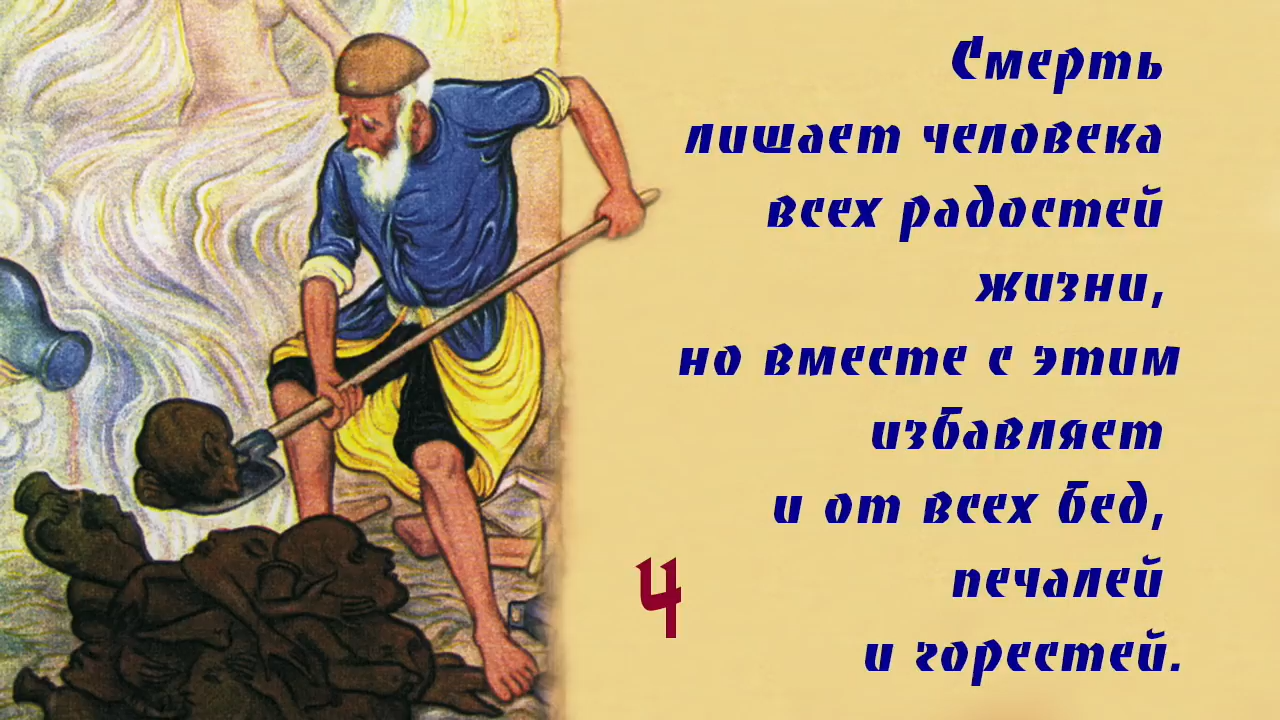 Смерть
лишает человека
всех радостей
жизни,
но вместе с этим
избавляет
и от всех бед,
печалей
и горестей.
4